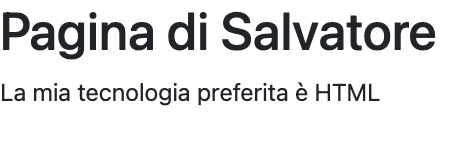 Pagina di Salvatore
La mia tecnologia preferita è HTML